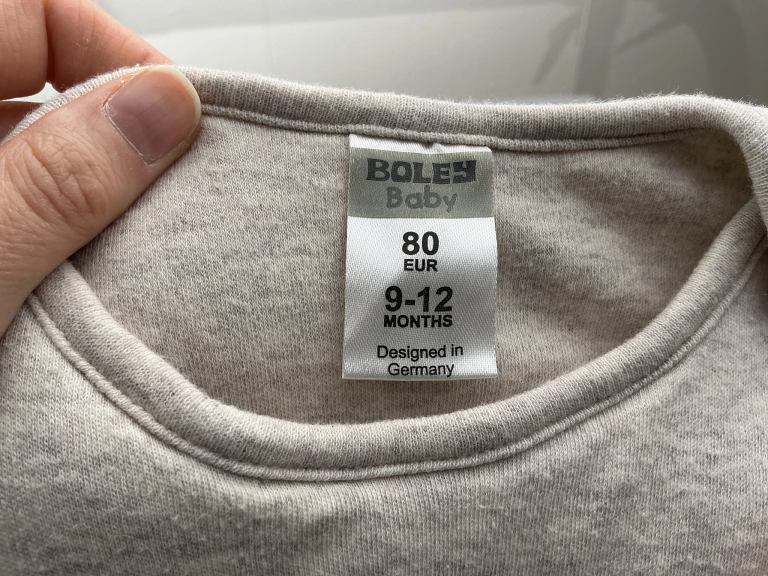 BOLEY
Baby
80
EUR
9-12
MONTHS
Designed in
Germany